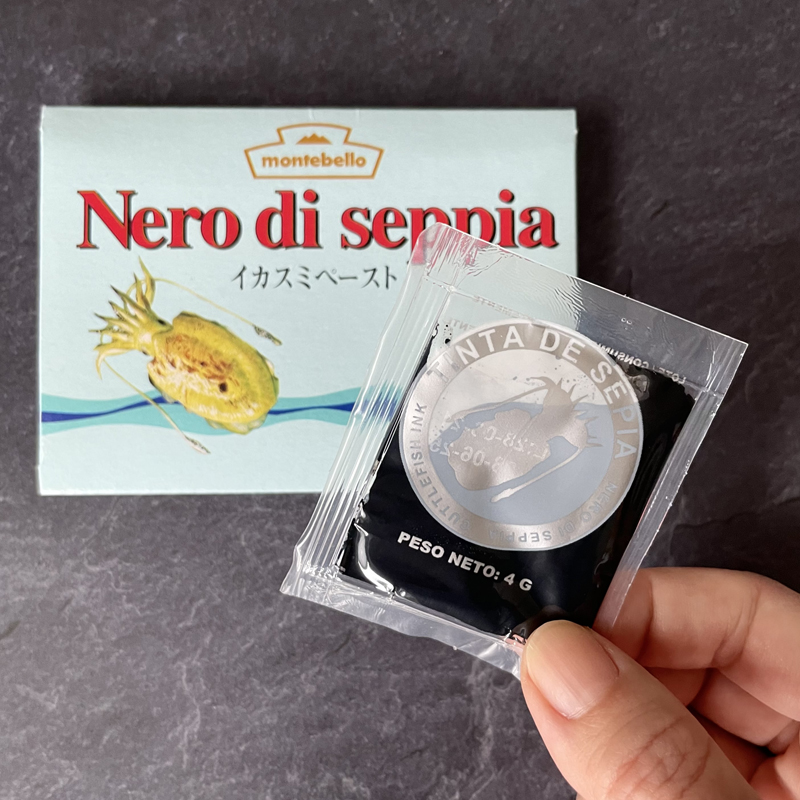 montebello
Nero di seppia
イカスミペースト
TINTA DE SEPIA
CUTTLEFISH INK
NERO DI SEPPIA
PESO NETO: 4 G